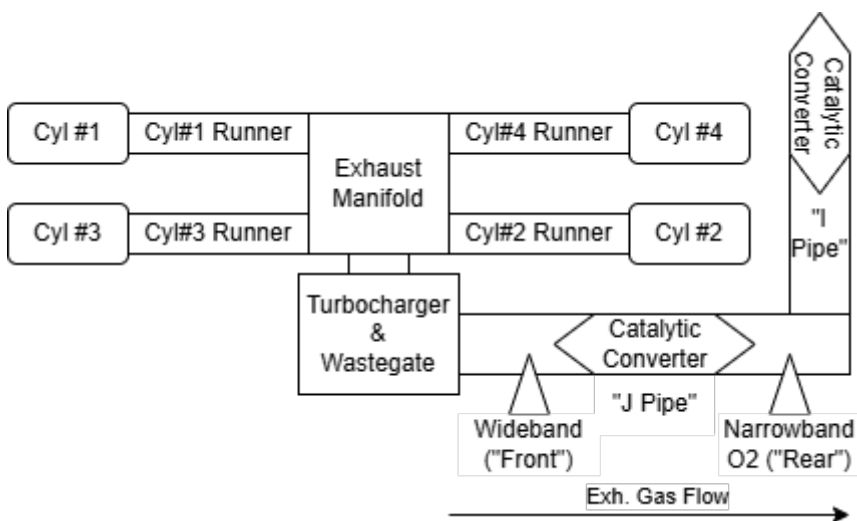 Cyl #1
Cyl#1 Runner
Exhaust
Manifold
Cyl#4 Runner
Cyl #4
Catalytic
Converter
Cyl #3
Cyl#3 Runner
Cyl#2 Runner
Cyl #2
"I
Pipe"
Turbocharger
&
Wastegate
Catalytic
Converter
"J Pipe"
Wideband
("Front")
Narrowband
O2 ("Rear")
Exh. Gas Flow